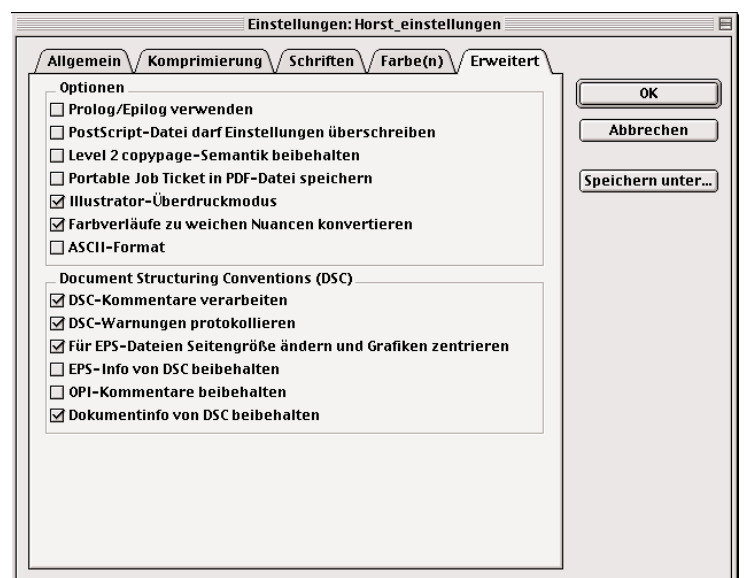 Einstellungen: Horst_einstellungen
Allgemein Komprimierung Schriften Farbe(n) Erweitert
Optionen
Prolog/Epilog verwenden
PostScript-Datei darf Einstellungen überschreiben
Level 2 copypage-Semantik beibehalten
Portable Job Ticket in PDF-Datei speichern
Illustrator-Überdruckmodus
Farbverläufe zu weichen Nuancen konvertieren
ASCII-Format
Document Structuring Conventions (DSC)
DSC-Kommentare verarbeiten
DSC-Warnungen protokollieren
Für EPS-Dateien Seitengröße ändern und Grafiken zentrieren
EPS-Info von DSC beibehalten
OPI-Kommentare beibehalten
Dokumentinfo von DSC beibehalten
OK
Abbrechen
Speichern unter...